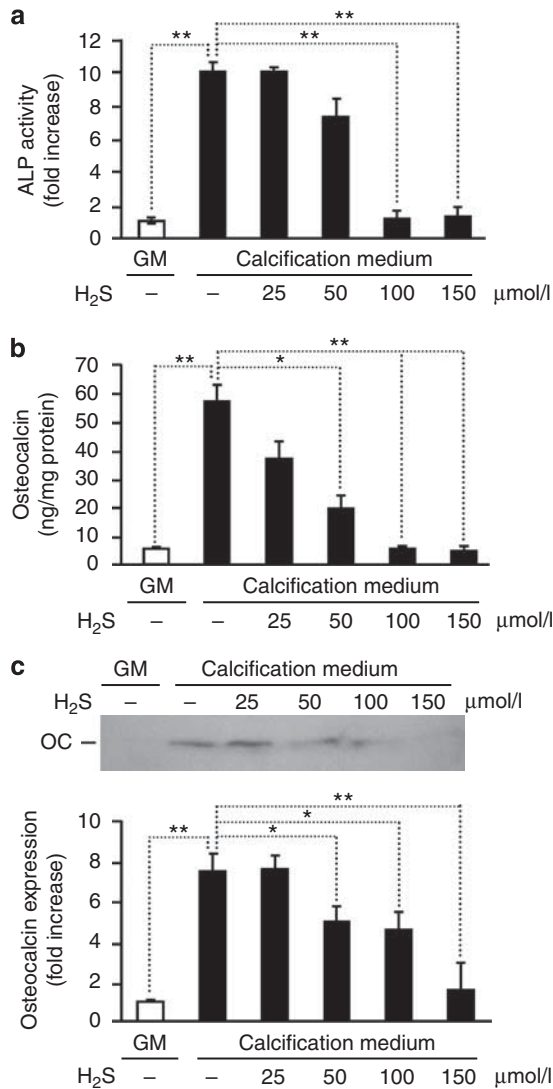 a
** ** **
ALP activity
(fold increase)
12
10
8
6
4
2
0
GM Calcification medium
H₂S – – 25 50 100 150 μmol/l
b
** * **
Osteocalcin
(ng/mg protein)
70
60
50
40
30
20
10
0
GM Calcification medium
H₂S – – 25 50 100 150 μmol/l
c
GM Calcification medium
H₂S – – 25 50 100 150 μmol/l
OC –
** * * **
Osteocalcin expression
(fold increase)
10
8
6
4
2
0
GM Calcification medium
H₂S – – 25 50 100 150 μmol/l